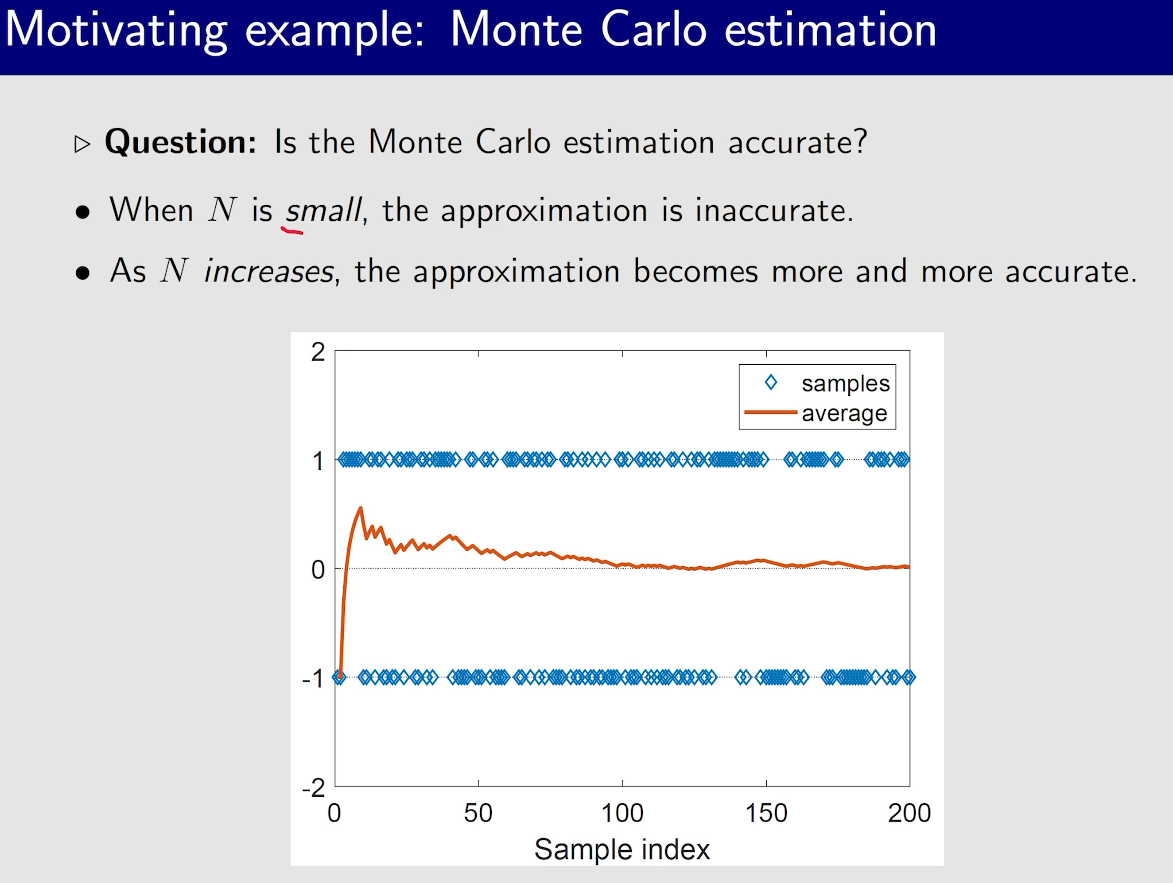 Motivating example: Monte Carlo estimation
▷ Question: Is the Monte Carlo estimation accurate?
• When N is small, the approximation is inaccurate.
• As N increases, the approximation becomes more and more accurate.
2
samples
average
1
0
-1
-2
0 50 100 150 200
Sample index